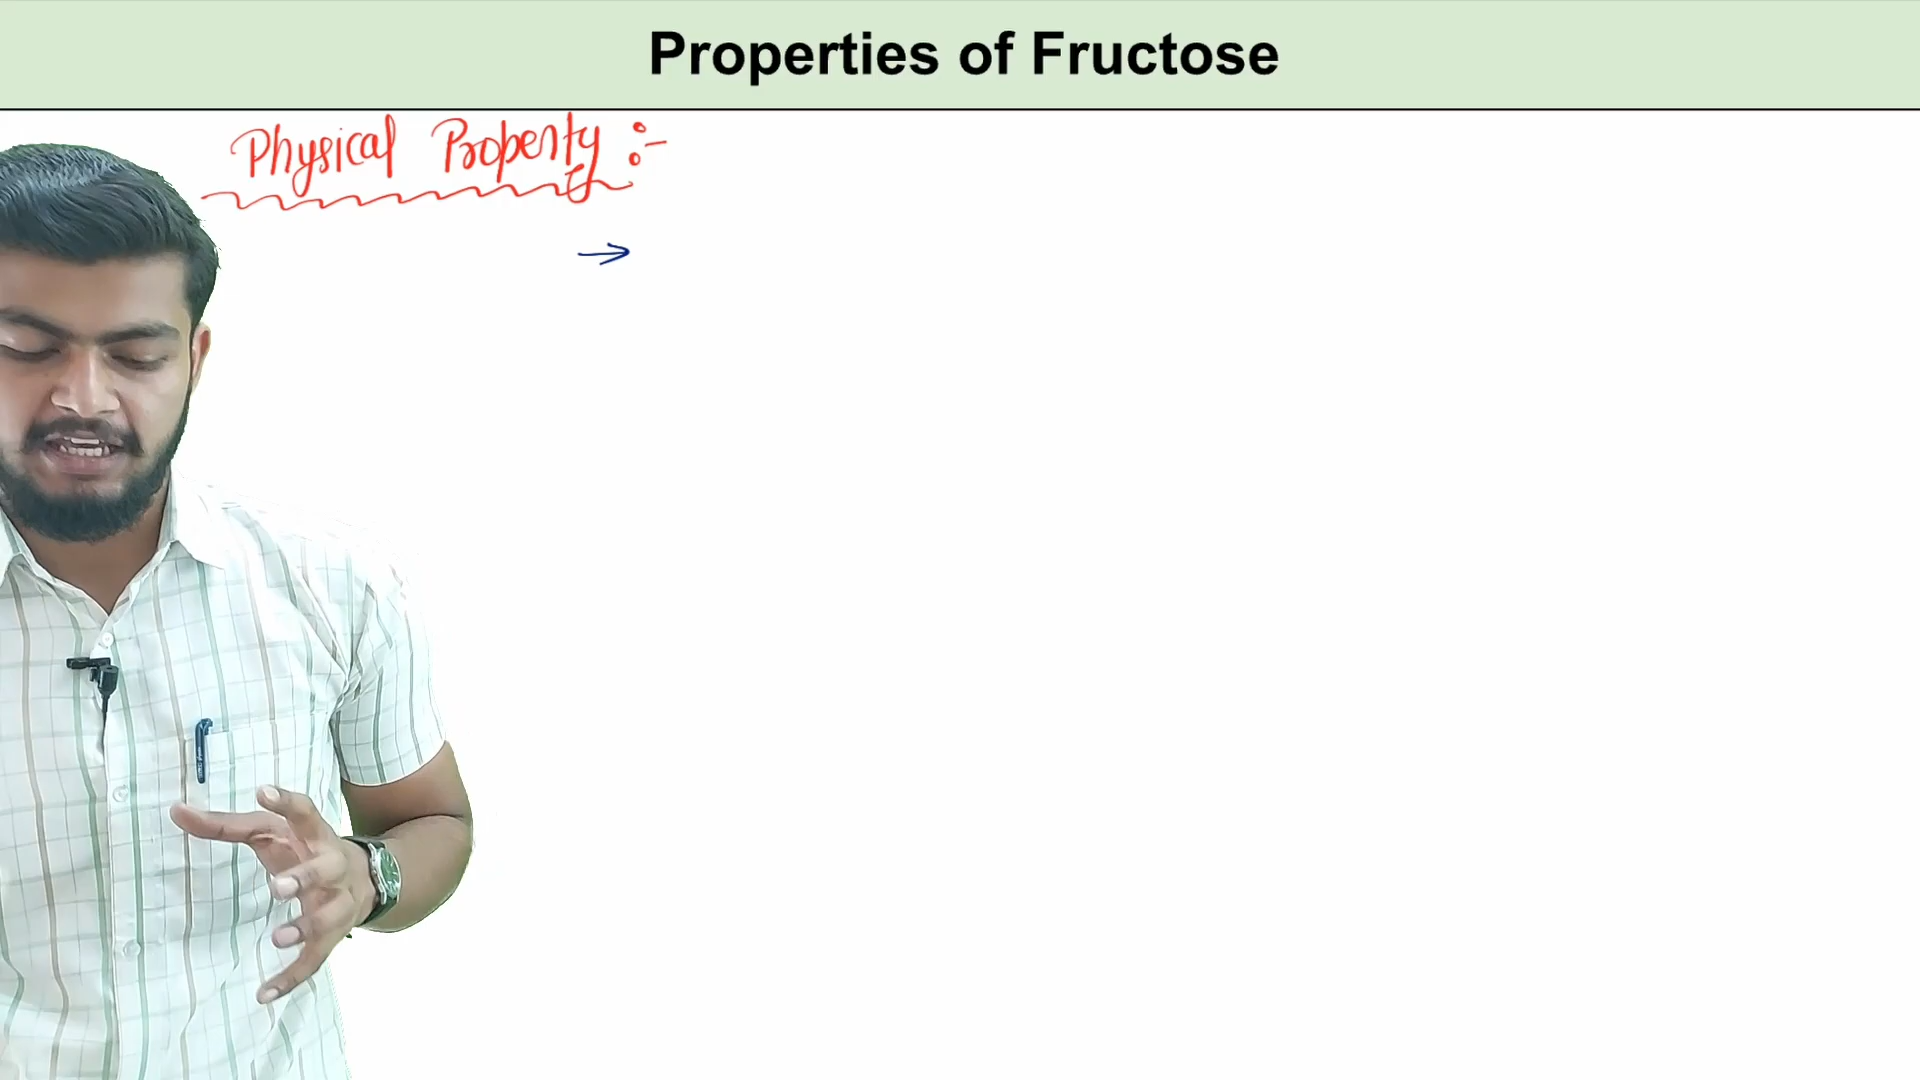 Properties of Fructose
Physical Property :-
→